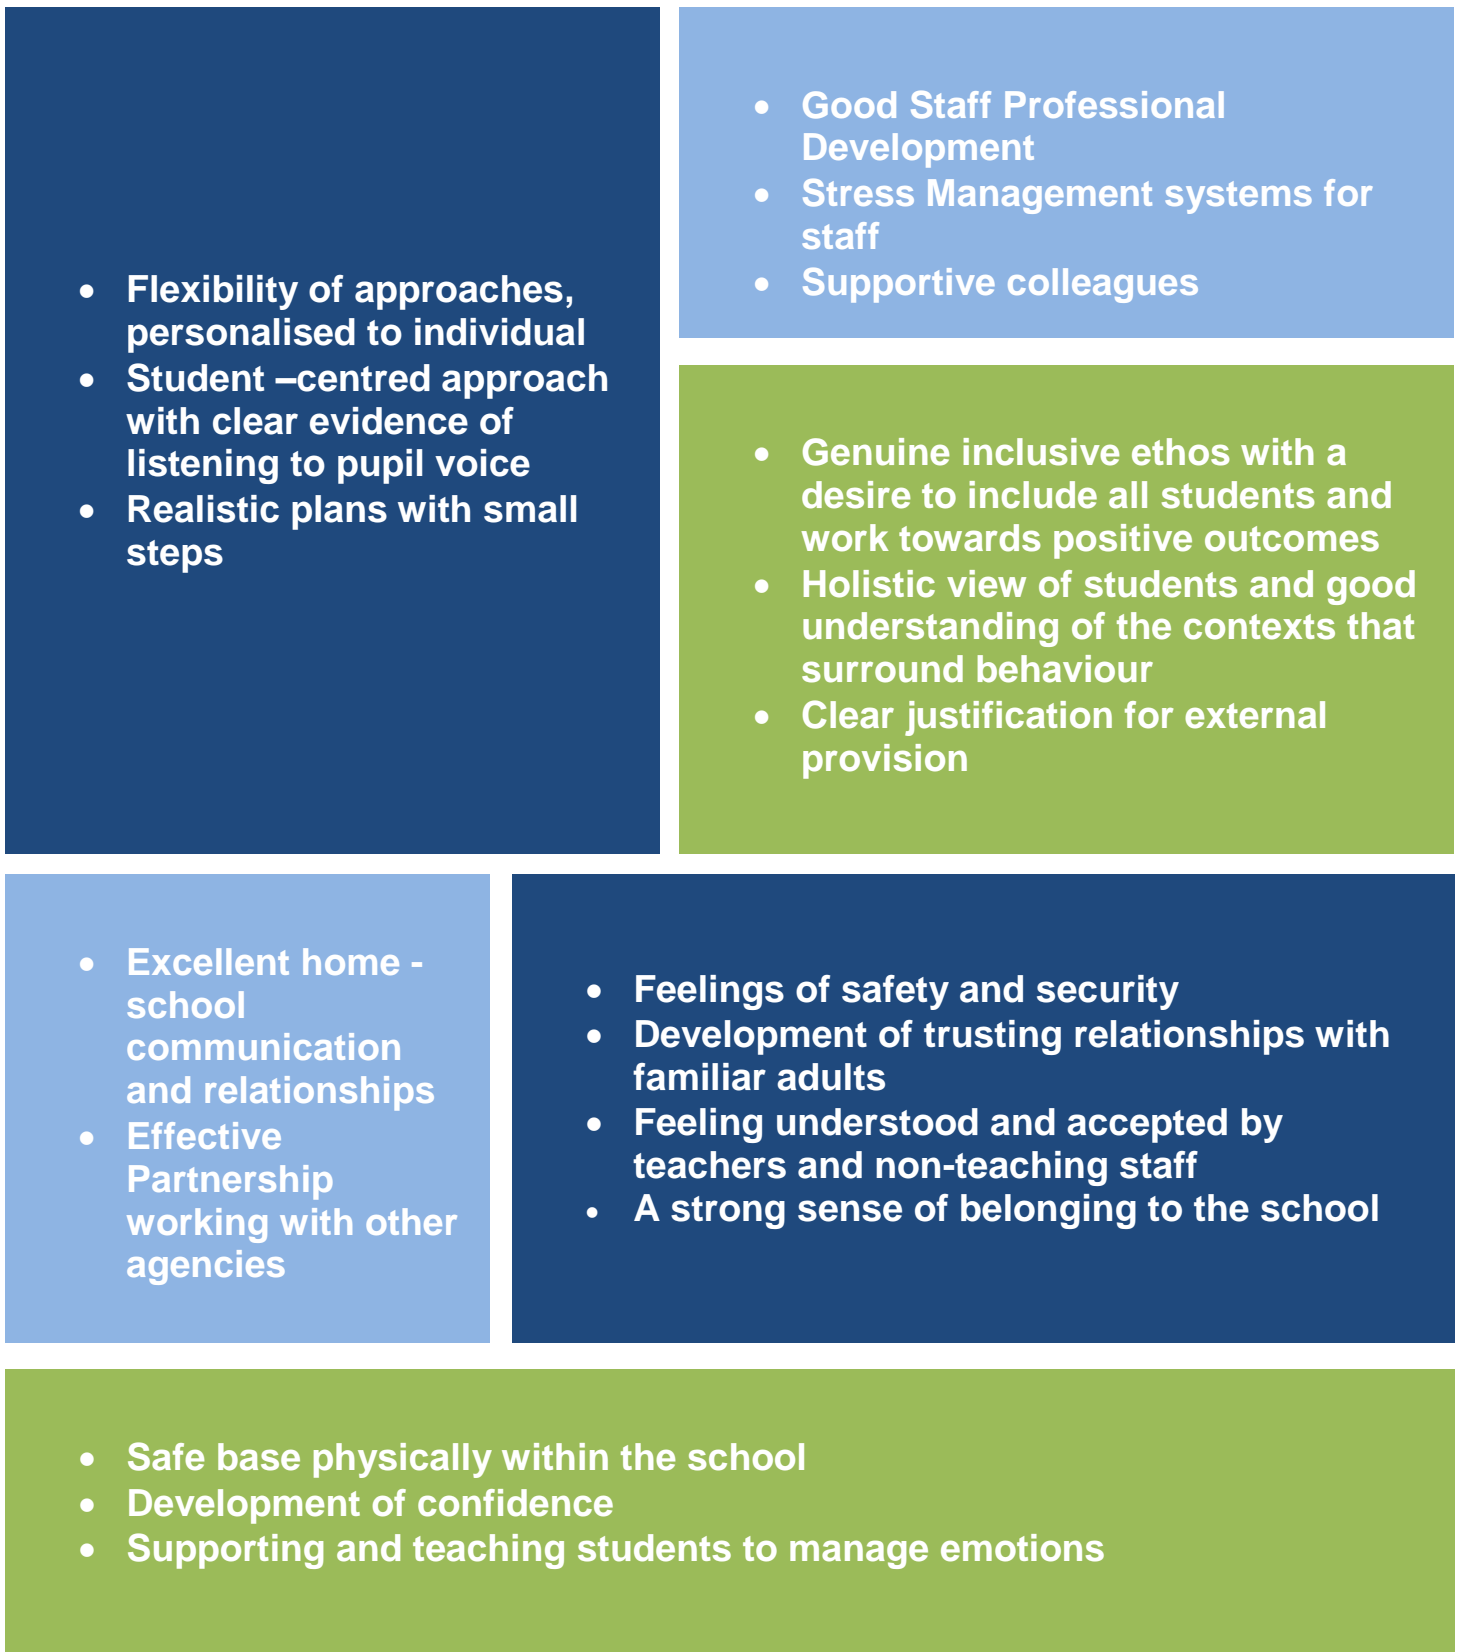 • Flexibility of approaches,
personalised to individual
• Student –centred approach
with clear evidence of
listening to pupil voice
• Realistic plans with small
steps
• Good Staff Professional
Development
• Stress Management systems for
staff
• Supportive colleagues
• Genuine inclusive ethos with a
desire to include all students and
work towards positive outcomes
• Holistic view of students and good
understanding of the contexts that
surround behaviour
• Clear justification for external
provision
• Excellent home -
school
communication
and relationships
• Effective
Partnership
working with other
agencies
• Feelings of safety and security
• Development of trusting relationships with
familiar adults
• Feeling understood and accepted by
teachers and non-teaching staff
• A strong sense of belonging to the school
• Safe base physically within the school
• Development of confidence
• Supporting and teaching students to manage emotions